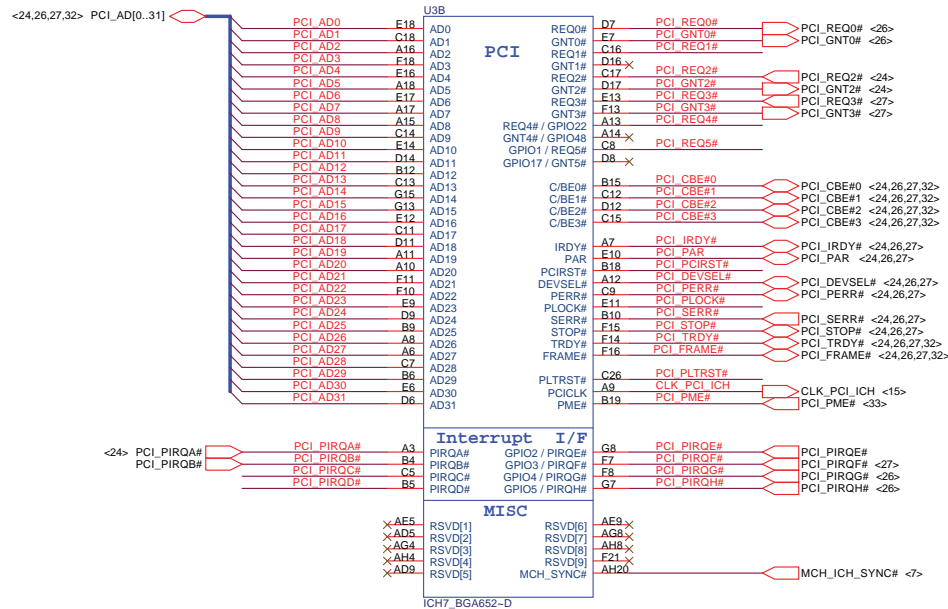 U3B
<24,26,27,32> PCI_AD[0..31]
PCI
PCI_AD0 E18 AD0 REQ0# D7 PCI_REQ0# PCI_REQ0# <26>
PCI_AD1 C18 AD1 GNT0# E7 PCI_GNT0# PCI_GNT0# <26>
PCI_AD2 A16 AD2 REQ1# C16 PCI_REQ1#
PCI_AD3 F18 AD3 GNT1# D16
PCI_AD4 E16 AD4 REQ2# C17 PCI_REQ2# PCI_REQ2# <24>
PCI_AD5 A18 AD5 GNT2# D17 PCI_GNT2# PCI_GNT2# <24>
PCI_AD6 E17 AD6 REQ3# E13 PCI_REQ3# PCI_REQ3# <27>
PCI_AD7 A17 AD7 GNT3# F13 PCI_GNT3# PCI_GNT3# <27>
PCI_AD8 A15 AD8 REQ4# / GPIO22 A13 PCI_REQ4#
PCI_AD9 C14 AD9 GNT4# / GPIO48 A14
PCI_AD10 E14 AD10 GPIO1 / REQ5# C8 PCI_REQ5#
PCI_AD11 D14 AD11 GPIO17 / GNT5# D8
PCI_AD12 B12 AD12
PCI_AD13 C13 AD13 C/BE0# B15 PCI_CBE#0 PCI_CBE#0 <24,26,27,32>
PCI_AD14 G15 AD14 C/BE1# C12 PCI_CBE#1 PCI_CBE#1 <24,26,27,32>
PCI_AD15 G13 AD15 C/BE2# D12 PCI_CBE#2 PCI_CBE#2 <24,26,27,32>
PCI_AD16 E12 AD16 C/BE3# C15 PCI_CBE#3 PCI_CBE#3 <24,26,27,32>
PCI_AD17 C11 AD17
PCI_AD18 D11 AD18 IRDY# A7 PCI_IRDY# PCI_IRDY# <24,26,27>
PCI_AD19 A11 AD19 PAR E10 PCI_PAR PCI_PAR <24,26,27>
PCI_AD20 A10 AD20 PCIRST# B18 PCI_PCIRST#
PCI_AD21 F11 AD21 DEVSEL# A12 PCI_DEVSEL# PCI_DEVSEL# <24,26,27>
PCI_AD22 F10 AD22 PERR# C9 PCI_PERR# PCI_PERR# <24,26,27>
PCI_AD23 E9 AD23 PLOCK# E11 PCI_PLOCK#
PCI_AD24 D9 AD24 SERR# B10 PCI_SERR# PCI_SERR# <24,26,27>
PCI_AD25 B9 AD25 STOP# F15 PCI_STOP# PCI_STOP# <24,26,27>
PCI_AD26 A8 AD26 TRDY# F14 PCI_TRDY# PCI_TRDY# <24,26,27,32>
PCI_AD27 A6 AD27 FRAME# F16 PCI_FRAME# PCI_FRAME# <24,26,27,32>
PCI_AD28 C7 AD28
PCI_AD29 B6 AD29 PLTRST# C26 PCI_PLTRST#
PCI_AD30 E6 AD30 PCICLK A9 CLK_PCI_ICH CLK_PCI_ICH <15>
PCI_AD31 D6 AD31 PME# B19 PCI_PME# PCI_PME# <33>
Interrupt I/F
<24> PCI_PIRQA# PCI_PIRQA# A3 PIRQA# GPIO2 / PIRQE# G8 PCI_PIRQE# PCI_PIRQE#
PCI_PIRQB# PCI_PIRQB# B4 PIRQB# GPIO3 / PIRQF# F7 PCI_PIRQF# PCI_PIRQF# <27>
PCI_PIRQC# C5 PIRQC# GPIO4 / PIRQG# F8 PCI_PIRQG# PCI_PIRQG# <26>
PCI_PIRQD# B5 PIRQD# GPIO5 / PIRQH# G7 PCI_PIRQH# PCI_PIRQH# <26>
MISC
AE5 RSVD[1] RSVD[6] AE9
AD5 RSVD[2] RSVD[7] AG8
AG4 RSVD[3] RSVD[8] AH8
AH4 RSVD[4] RSVD[9] F21
AD9 RSVD[5] MCH_SYNC# AH20 MCH_ICH_SYNC# <7>
ICH7_BGA652~D